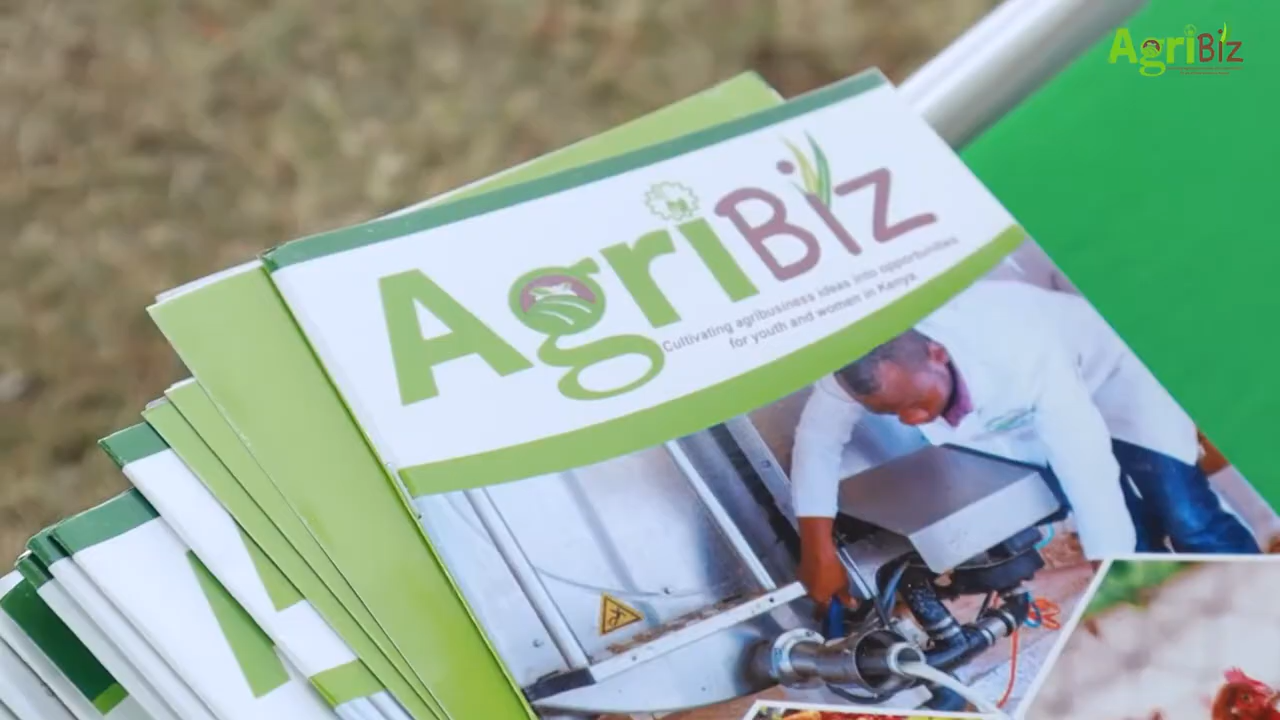 AgriBiz
AgriBiz
Cultivating agribusiness ideas into opportunities
for youth and women in Kenya